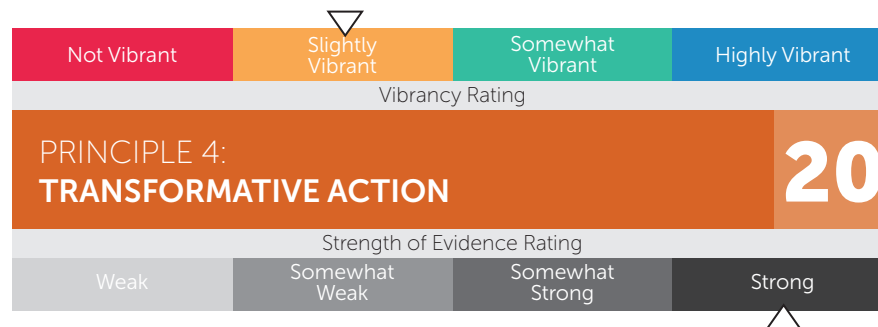 Not Vibrant
Slightly
Vibrant
Somewhat
Vibrant
Highly Vibrant
Vibrancy Rating
PRINCIPLE 4:
TRANSFORMATIVE ACTION
20
Strength of Evidence Rating
Weak
Somewhat
Weak
Somewhat
Strong
Strong